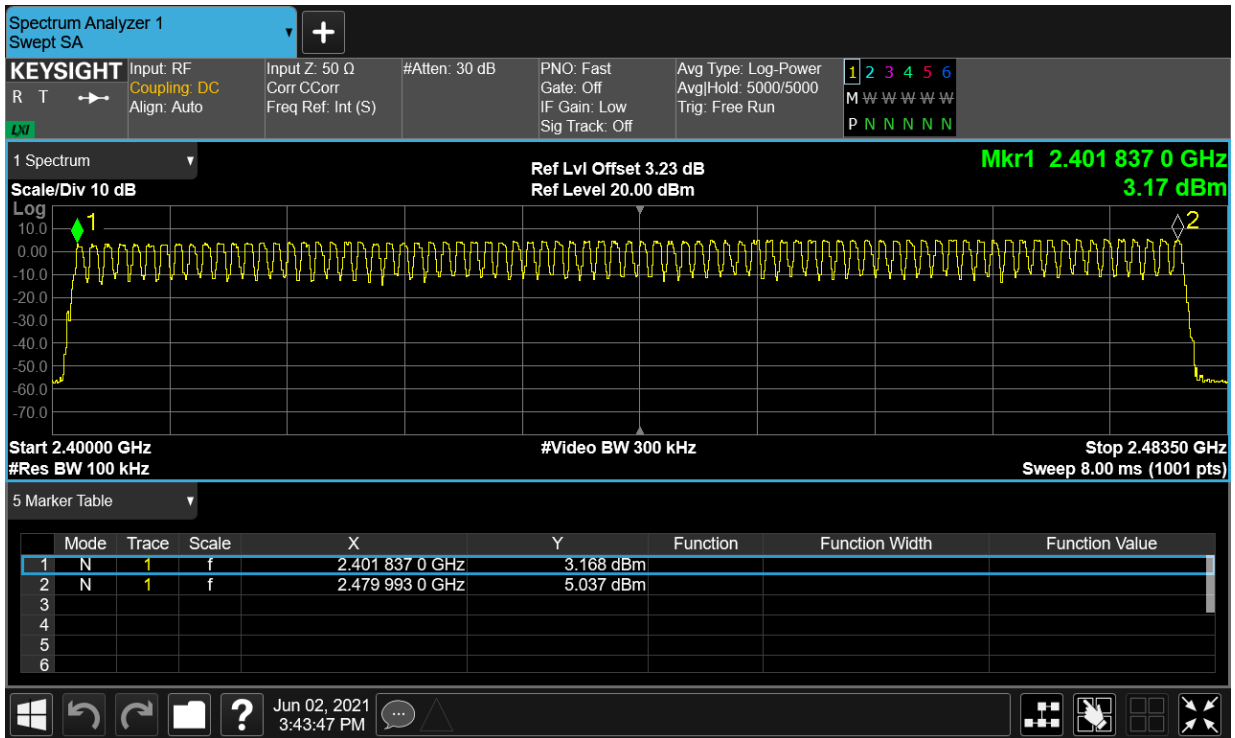 Spectrum Analyzer 1
Swept SA
KEYSIGHT
R T
LXI
Input: RF
Coupling: DC
Align: Auto
Input Z: 50 Ω
Corr CCorr
Freq Ref: Int (S)
#Atten: 30 dB
PNO: Fast
Gate: Off
IF Gain: Low
Sig Track: Off
Avg Type: Log-Power
Avg|Hold: 5000/5000
Trig: Free Run
1 2 3 4 5 6
M W W W W W
P N N N N N
1 Spectrum
Scale/Div 10 dB
Ref Lvl Offset 3.23 dB
Ref Level 20.00 dBm
Mkr1 2.401 837 0 GHz
3.17 dBm
Log
1
2
10.0
0.00
-10.0
-20.0
-30.0
-40.0
-50.0
-60.0
-70.0
Start 2.40000 GHz
#Res BW 100 kHz
#Video BW 300 kHz
Stop 2.48350 GHz
Sweep 8.00 ms (1001 pts)
5 Marker Table
Mode Trace Scale X Y Function Function Width Function Value
1 N 1 f 2.401 837 0 GHz 3.168 dBm
2 N 1 f 2.479 993 0 GHz 5.037 dBm
3
4
5
6
?
Jun 02, 2021
3:43:47 PM